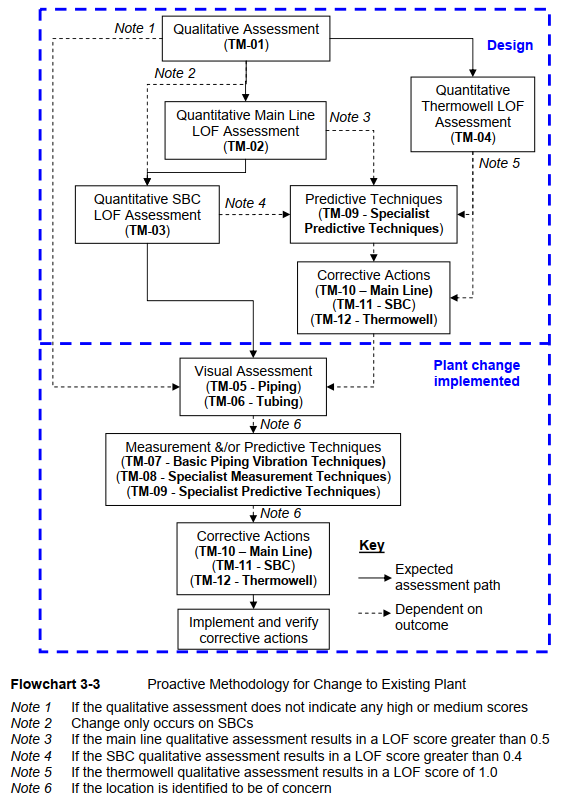 Note 1
Qualitative Assessment
(TM-01)
Design
Note 2
Quantitative Main Line
LOF Assessment
(TM-02)
Note 3
Quantitative
Thermowell LOF
Assessment
(TM-04)
Note 5
Quantitative SBC
LOF Assessment
(TM-03)
Note 4
Predictive Techniques
(TM-09 - Specialist
Predictive Techniques)
Corrective Actions
(TM-10 – Main Line)
(TM-11 - SBC)
(TM-12 - Thermowell)
Visual Assessment
(TM-05 - Piping)
(TM-06 - Tubing)
Plant change
implemented
Note 6
Measurement &/or Predictive Techniques
(TM-07 - Basic Piping Vibration Techniques)
(TM-08 - Specialist Measurement Techniques)
(TM-09 - Specialist Predictive Techniques)
Note 6
Corrective Actions
(TM-10 – Main Line)
(TM-11 - SBC)
(TM-12 - Thermowell)
Implement and verify
corrective actions
Key
Expected
assessment path
Dependent on
outcome
Flowchart 3-3 Proactive Methodology for Change to Existing Plant
Note 1 If the qualitative assessment does not indicate any high or medium scores
Note 2 Change only occurs on SBCs
Note 3 If the main line qualitative assessment results in a LOF score greater than 0.5
Note 4 If the SBC qualitative assessment results in a LOF score greater than 0.4
Note 5 If the thermowell qualitative assessment results in a LOF score of 1.0
Note 6 If the location is identified to be of concern